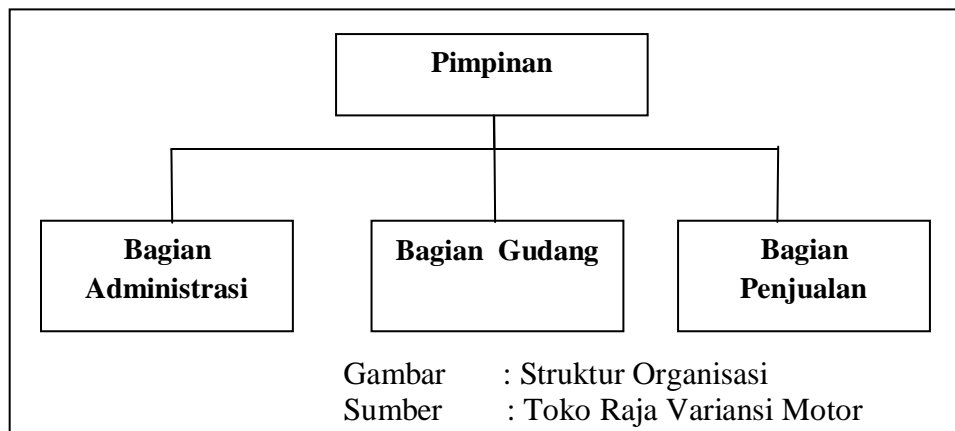 Pimpinan
Bagian
Administrasi
Bagian Gudang
Bagian
Penjualan
Gambar : Struktur Organisasi
Sumber : Toko Raja Variansi Motor